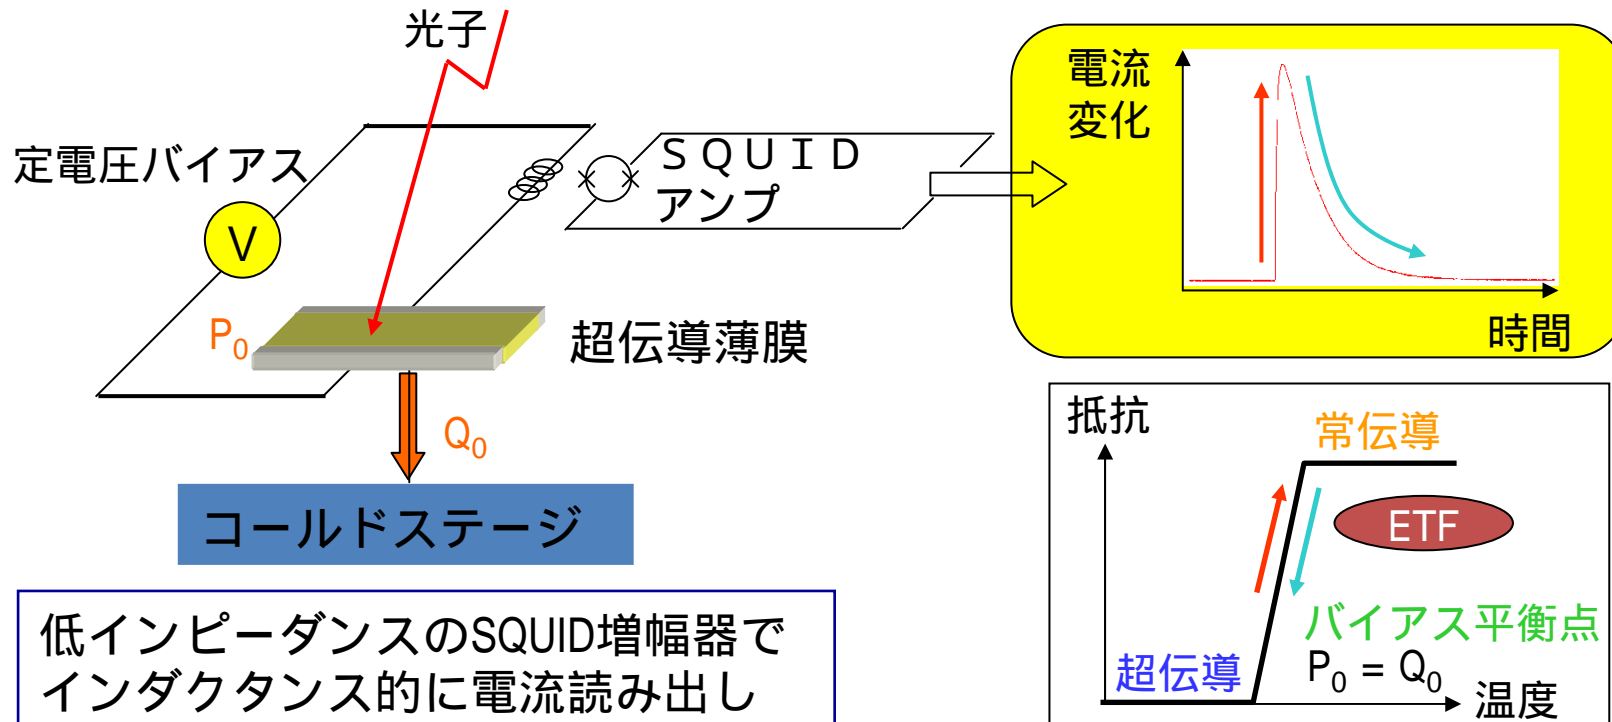 光子
定電圧バイアス
V
ＳＱＵＩＤ
アンプ
P0
超伝導薄膜
Q0
コールドステージ
低インピーダンスのSQUID増幅器で
インダクタンス的に電流読み出し
電流
変化
時間
抵抗
常伝導
ETF
バイアス平衡点
P0 = Q0
超伝導
温度